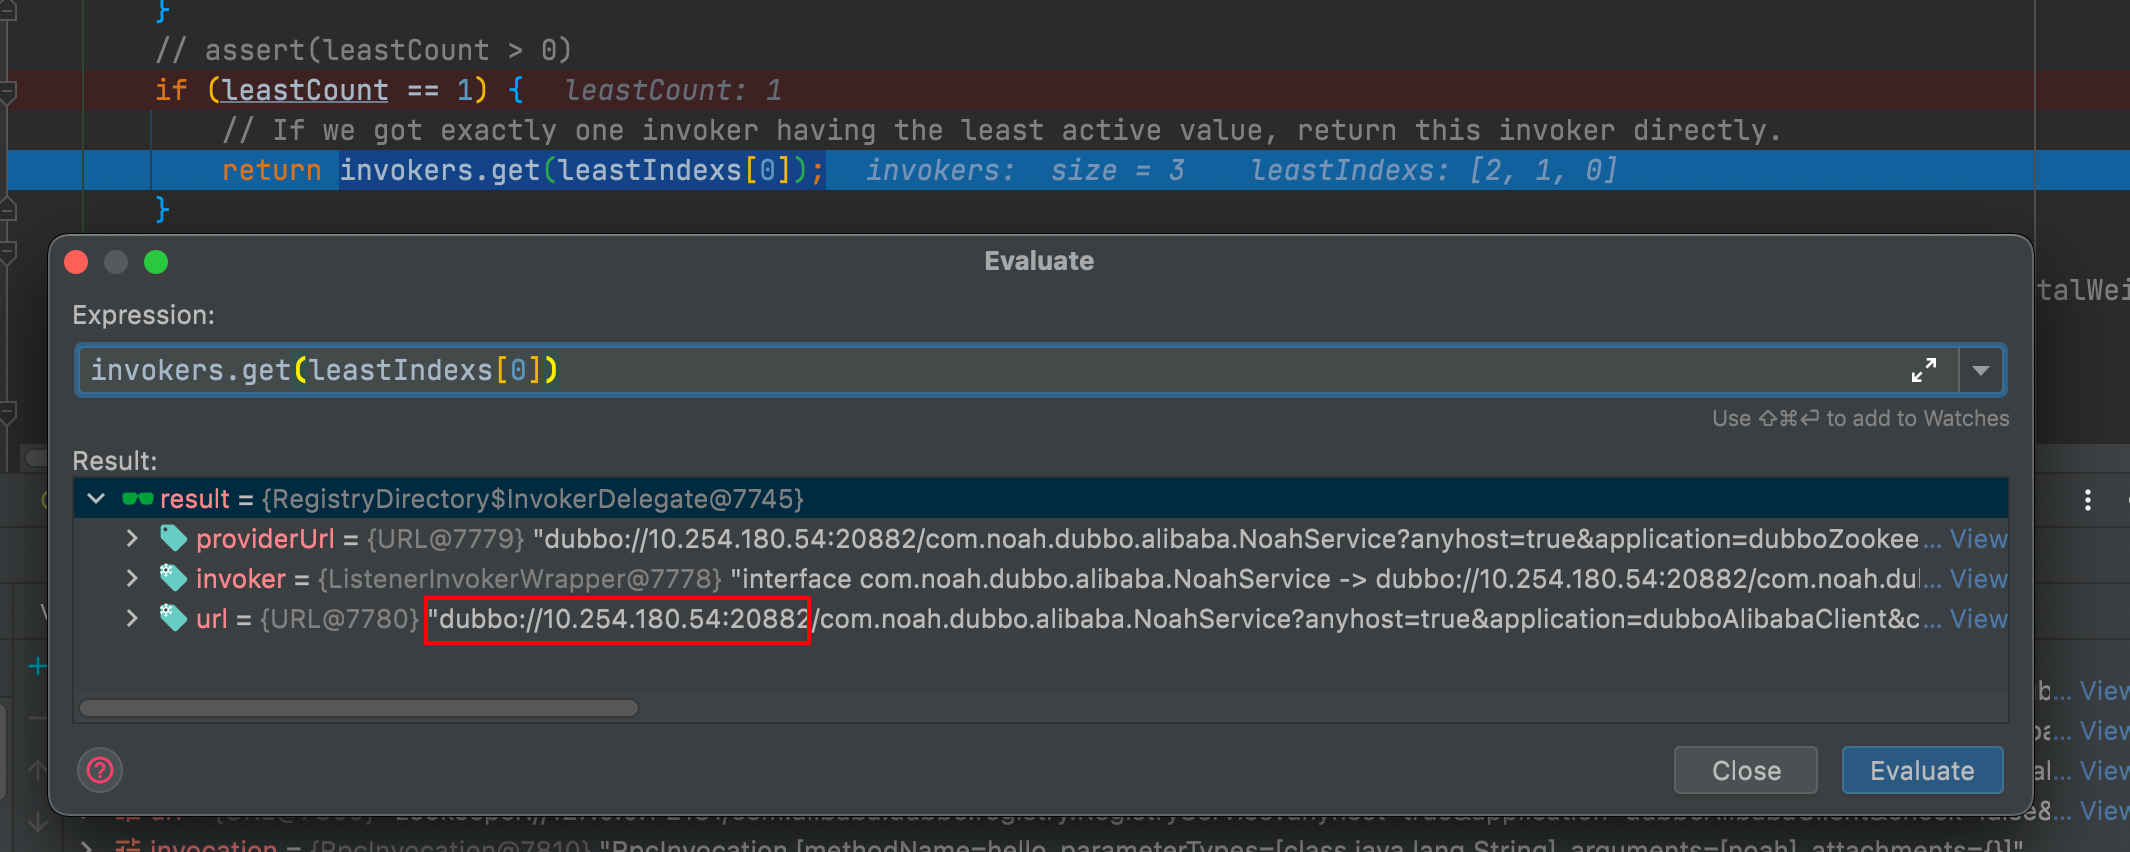 }
// assert(leastCount > 0)
if (leastCount == 1) { leastCount: 1
// If we got exactly one invoker having the least active value, return this invoker directly.
return invokers.get(leastIndexs[0]); invokers: size = 3 leastIndexs: [2, 1, 0]
}
talWei
Evaluate
Expression:
invokers.get(leastIndexs[0])
Use ⇧⌘⏎ to add to Watches
Result:
result = {RegistryDirectory$InvokerDelegate@7745}
providerUrl = {URL@7779} "dubbo://10.254.180.54:20882/com.noah.dubbo.alibaba.NoahService?anyhost=true&application=dubboZookee... View
invoker = {ListenerInvokerWrapper@7778} "interface com.noah.dubbo.alibaba.NoahService -> dubbo://10.254.180.54:20882/com.noah.du... View
url = {URL@7780} "dubbo://10.254.180.54:20882/com.noah.dubbo.alibaba.NoahService?anyhost=true&application=dubboAlibabaClient&c... View
b... View
... View
al... View
Close
Evaluate
&... View
invocation = {RpcInvocation@7810} "RpcInvocation [methodName=hello, parameterTypes=[class java.lang.String], arguments=[noah], attachments={}]"